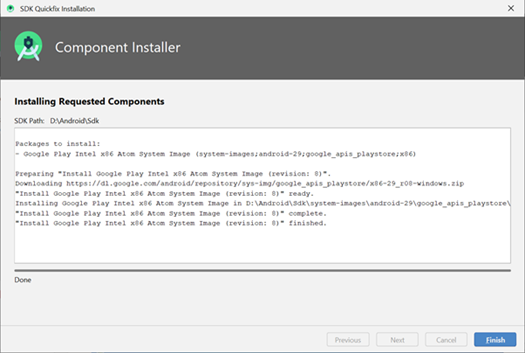 SDK Quickfix Installation
Component Installer
Installing Requested Components
SDK Path: D:\Android\Sdk
Packages to install:
- Google Play Intel x86 Atom System Image (system-images;android-29;google_apis_playstore;x86)
Preparing "Install Google Play Intel x86 Atom System Image (revision: 8)".
Downloading https://dl.google.com/android/repository/sys-img/google_apis_playstore/x86-29_r08-windows.zip
"Install Google Play Intel x86 Atom System Image (revision: 8)" ready.
Installing Google Play Intel x86 Atom System Image in D:\Android\Sdk\system-images\android-29\google_apis_playstore\
"Install Google Play Intel x86 Atom System Image (revision: 8)" complete.
"Install Google Play Intel x86 Atom System Image (revision: 8)" finished.
Done
Previous Next Cancel Finish